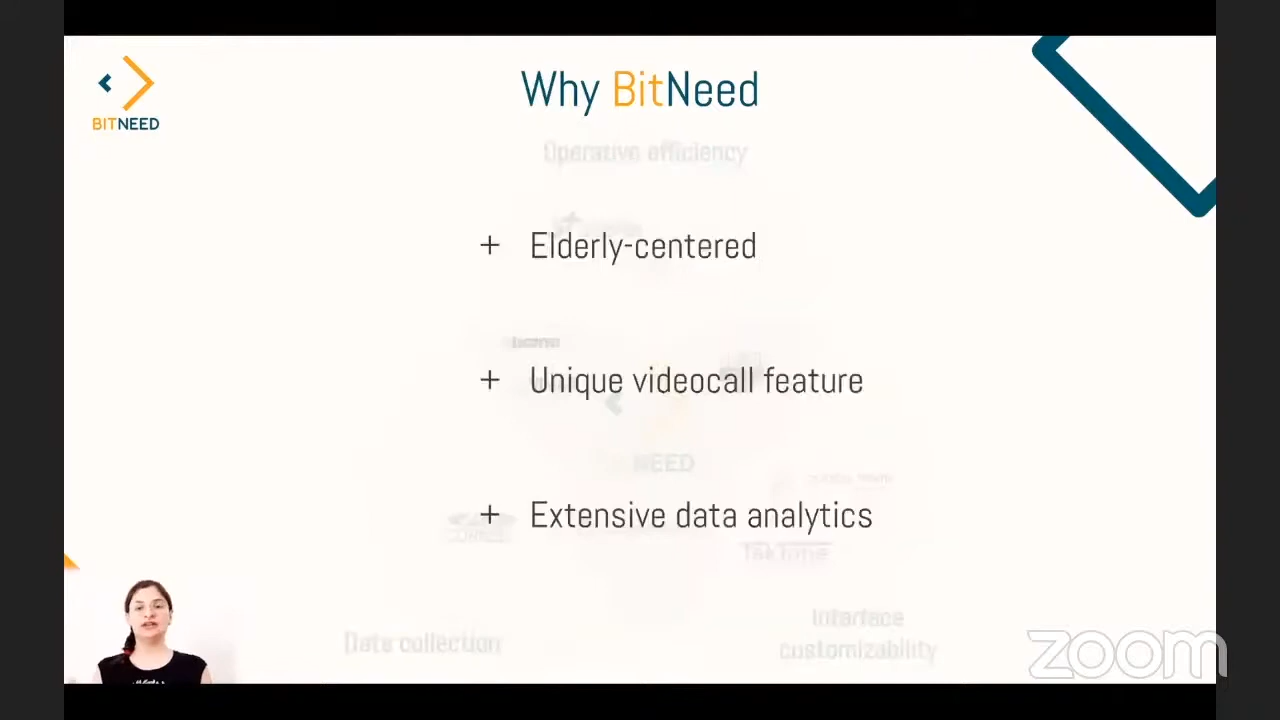 BITNEED
Why BitNeed
Operative efficiency
+ Elderly-centered
+ Unique videocall feature
NEED
+ Extensive data analytics
Data collection
Interface
customizability
zoom